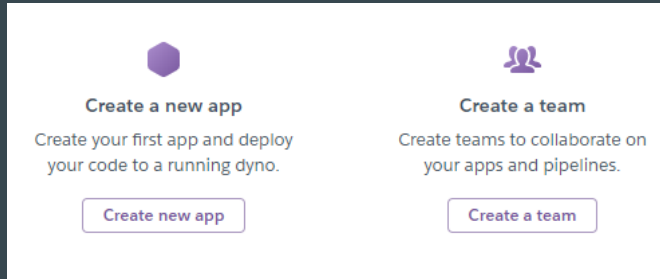 Create a new app
Create your first app and deploy
your code to a running dyno.
Create new app
Create a team
Create teams to collaborate on
your apps and pipelines.
Create a team